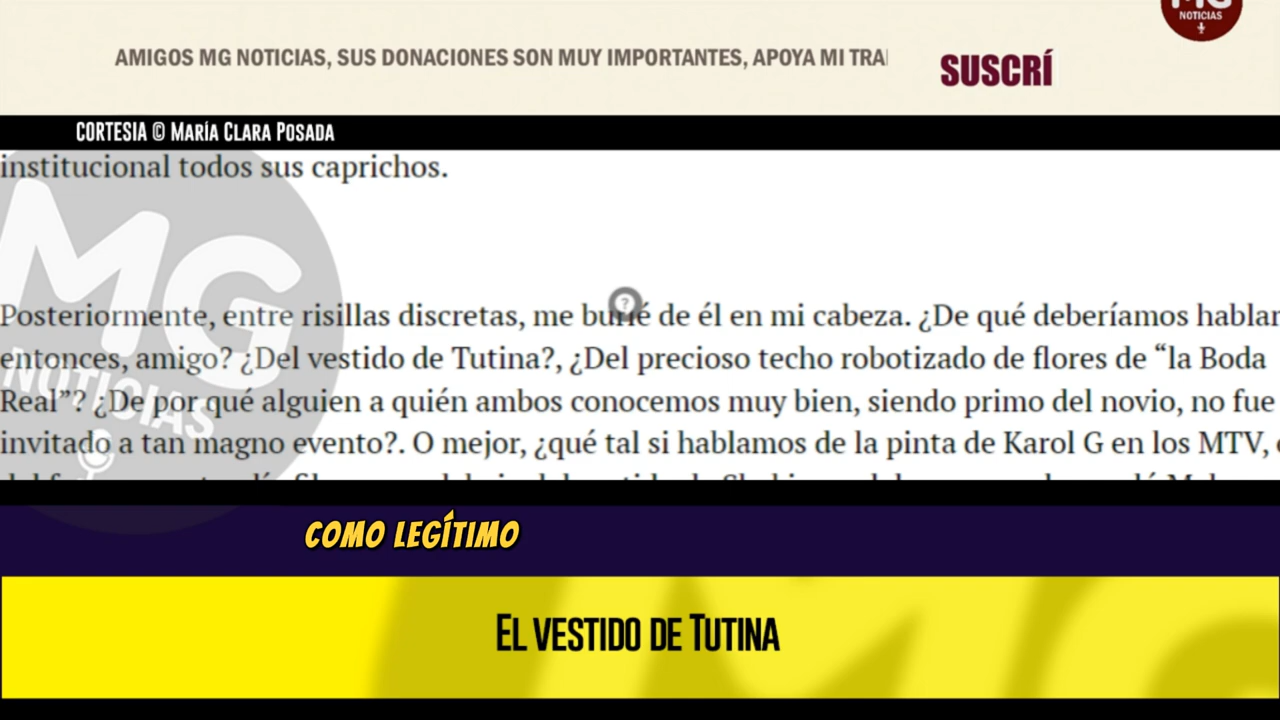 MG
NOTICIAS
AMIGOS MG NOTICIAS, SUS DONACIONES SON MUY IMPORTANTES, APOYA MI TRA
SUSCRÍ
CORTESIA © MARÍA CLARA POSADA
institucional todos sus caprichos.
Posteriormente, entre risillas discretas, me burlé de él en mi cabeza. ¿De qué deberíamos hablar
entonces, amigo? ¿Del vestido de Tutina?, ¿Del precioso techo robotizado de flores de “la Boda
Real”? ¿De por qué alguien a quién ambos conocemos muy bien, siendo primo del novio, no fue
invitado a tan magno evento?. O mejor, ¿qué tal si hablamos de la pinta de Karol G en los MTV,
MG
NOTICIAS
COMO LEGÍTIMO
EL VESTIDO DE TUTINA